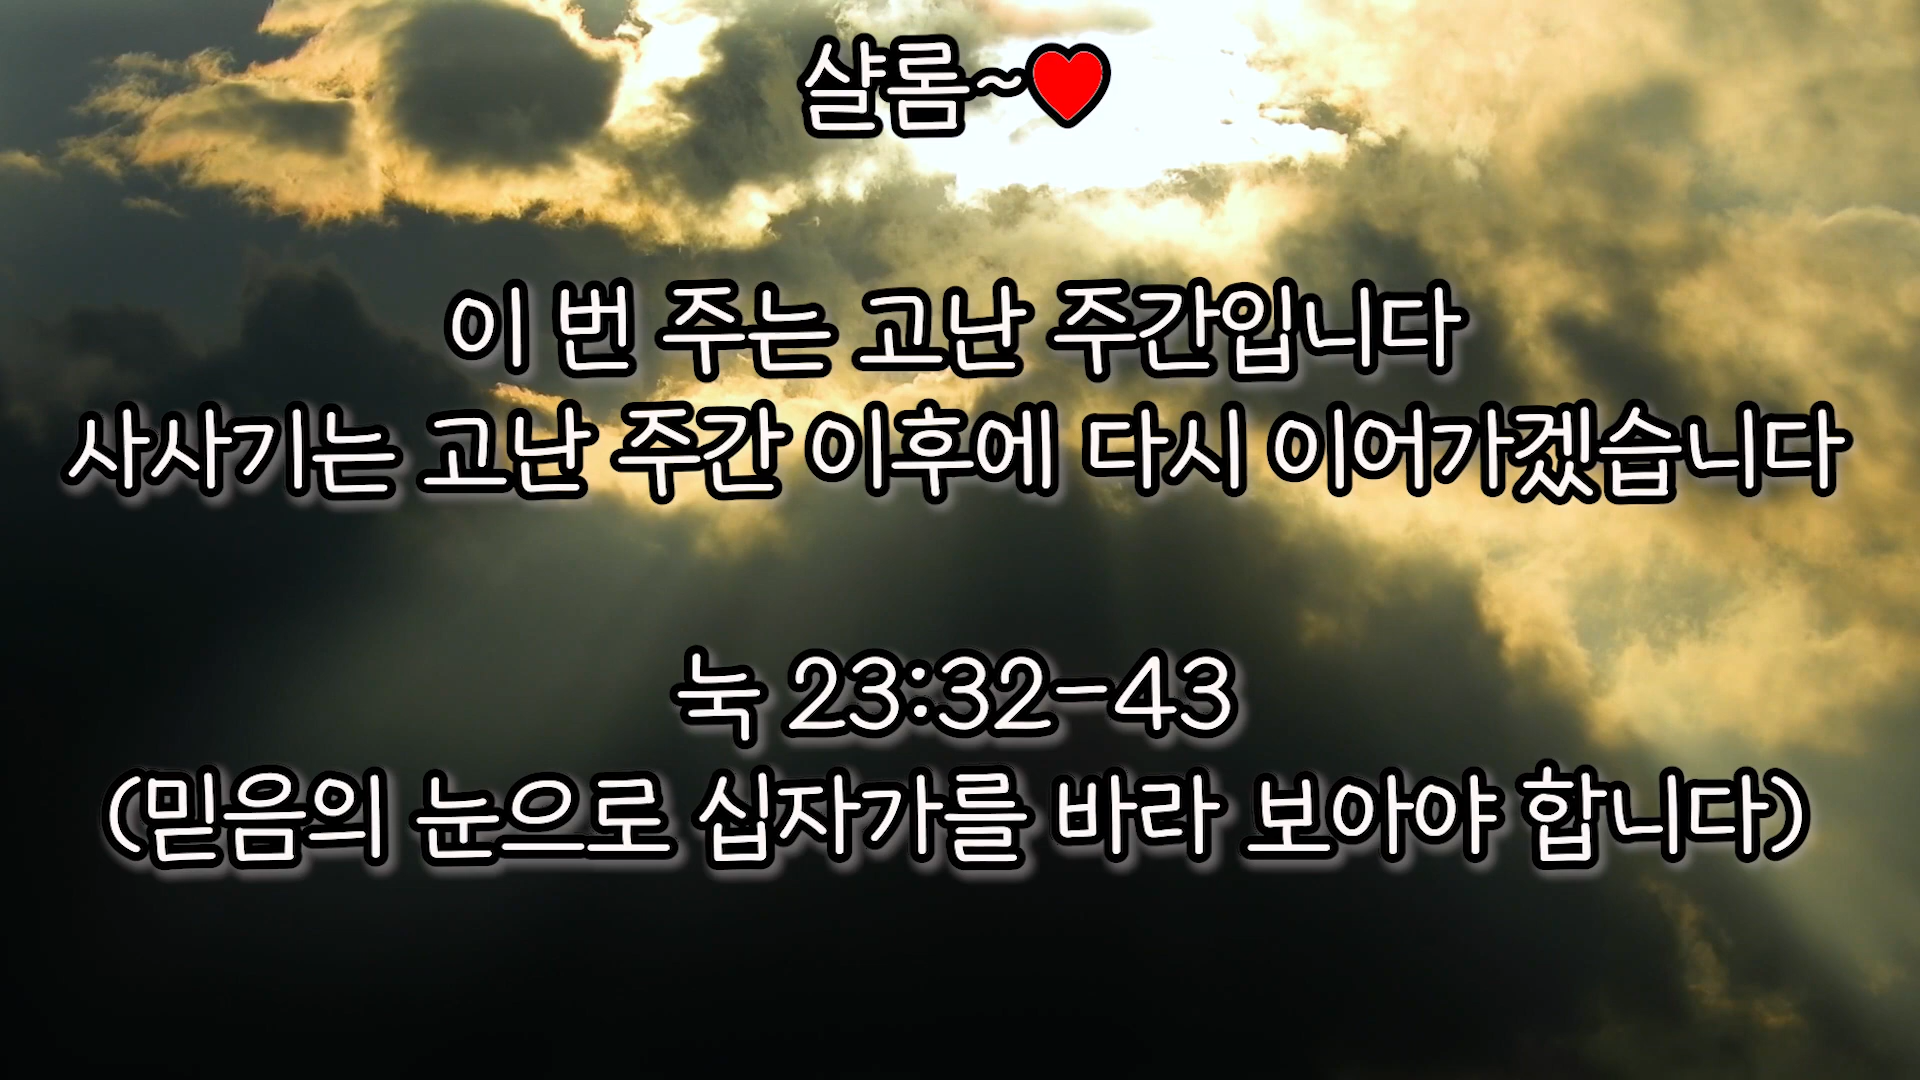 샬롬~♥
이 번 주는 고난 주간입니다
사사기는 고난 주간 이후에 다시 이어가겠습니다
눅 23:32-43
(믿음의 눈으로 십자가를 바라 보아야 합니다)